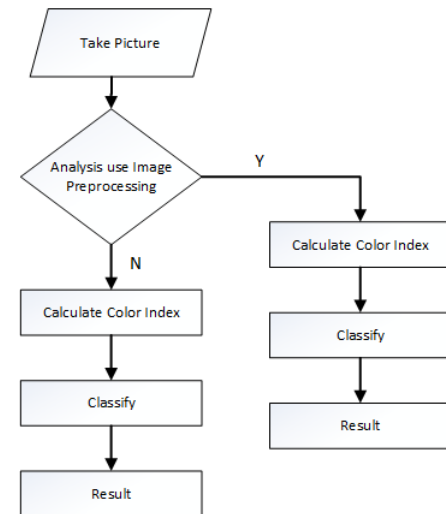 Take Picture
Analysis use Image
Preprocessing
Y
N
Calculate Color Index
Calculate Color Index
Classify
Classify
Result
Result